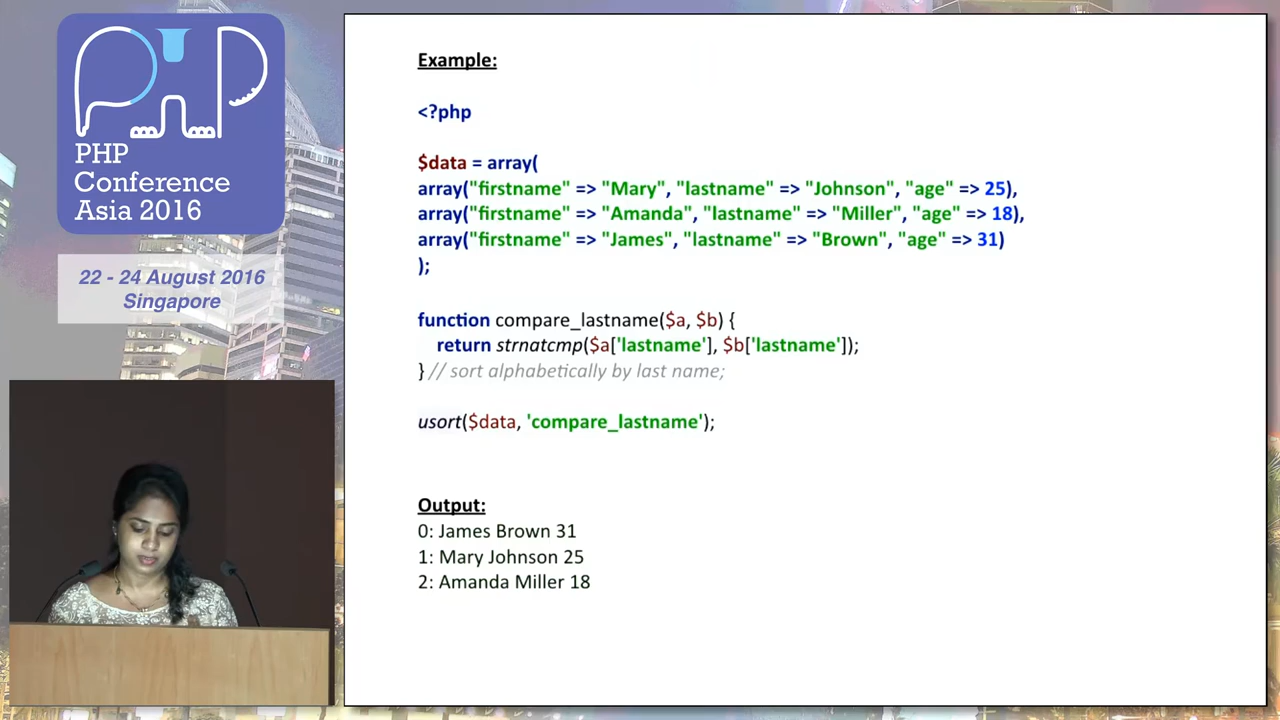 PHP
Conference
Asia 2016
22 - 24 August 2016
Singapore
Example:
<?php
$data = array(
array("firstname" => "Mary", "lastname" => "Johnson", "age" => 25),
array("firstname" => "Amanda", "lastname" => "Miller", "age" => 18),
array("firstname" => "James", "lastname" => "Brown", "age" => 31)
);
function compare_lastname($a, $b) {
return strnatcmp($a['lastname'], $b['lastname']);
} // sort alphabetically by last name;
usort($data, 'compare_lastname');
Output:
0: James Brown 31
1: Mary Johnson 25
2: Amanda Miller 18